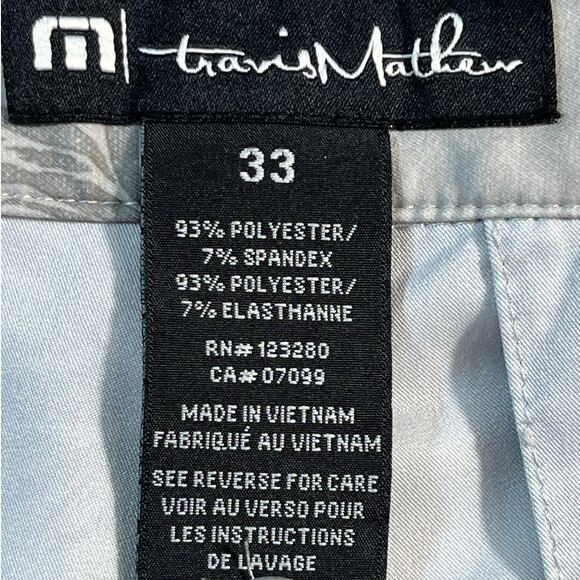 travisMathew
33
93% POLYESTER/
7% SPANDEX
93% POLYESTER/
7% ELASTHANNE
RN# 123280
CA# 07099
MADE IN VIETNAM
FABRIQUÉ AU VIETNAM
SEE REVERSE FOR CARE
VOIR AU VERSO POUR
LES INSTRUCTIONS
DE LAVAGE